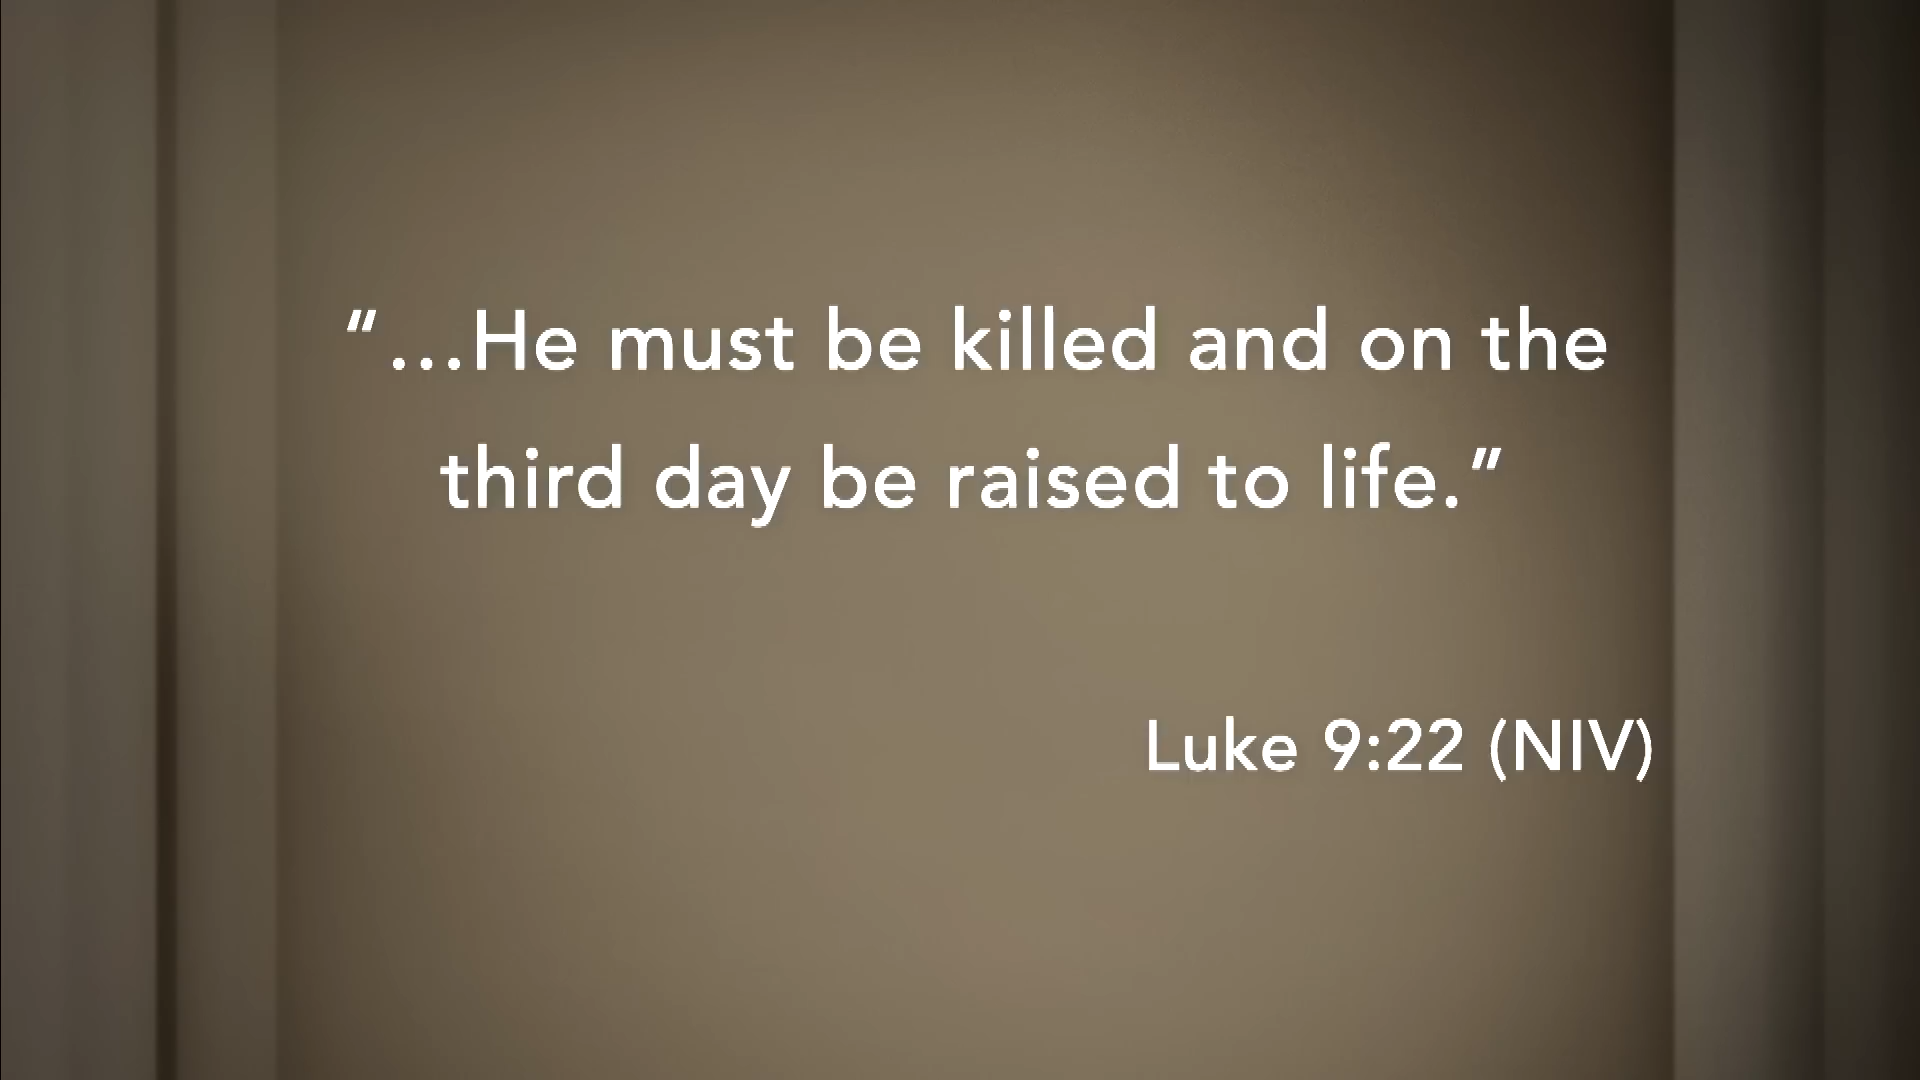 “…He must be killed and on the
third day be raised to life.”
Luke 9:22 (NIV)